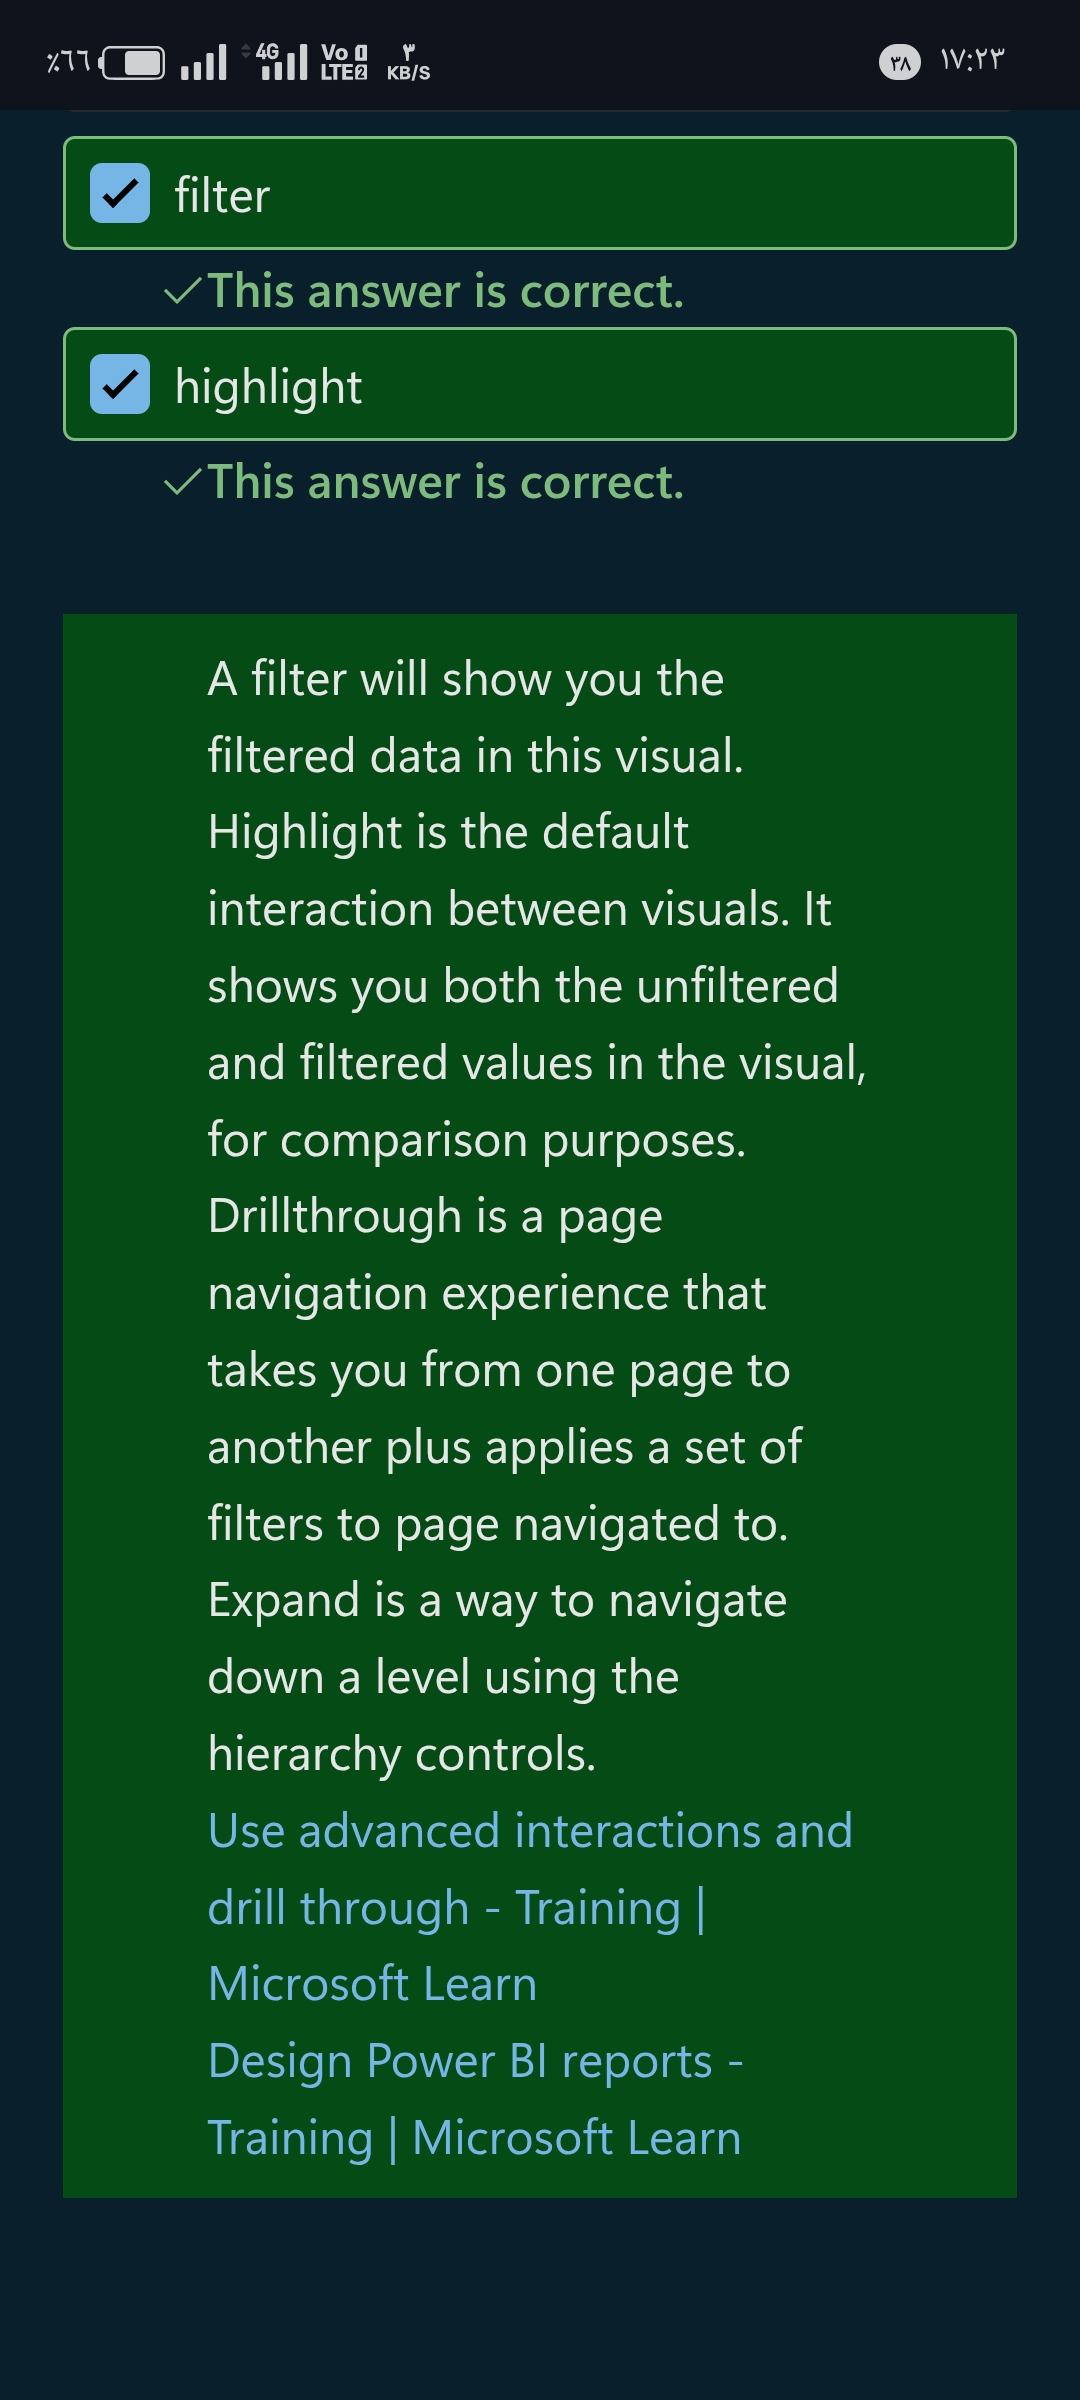 ٪٦٦ 4G Vo 1 LTE 2 ٣ KB/S ٣٨ ١٧:٢٣
filter
This answer is correct.
highlight
This answer is correct.
A filter will show you the
filtered data in this visual.
Highlight is the default
interaction between visuals. It
shows you both the unfiltered
and filtered values in the visual,
for comparison purposes.
Drillthrough is a page
navigation experience that
takes you from one page to
another plus applies a set of
filters to page navigated to.
Expand is a way to navigate
down a level using the
hierarchy controls.
Use advanced interactions and
drill through - Training |
Microsoft Learn
Design Power BI reports -
Training | Microsoft Learn